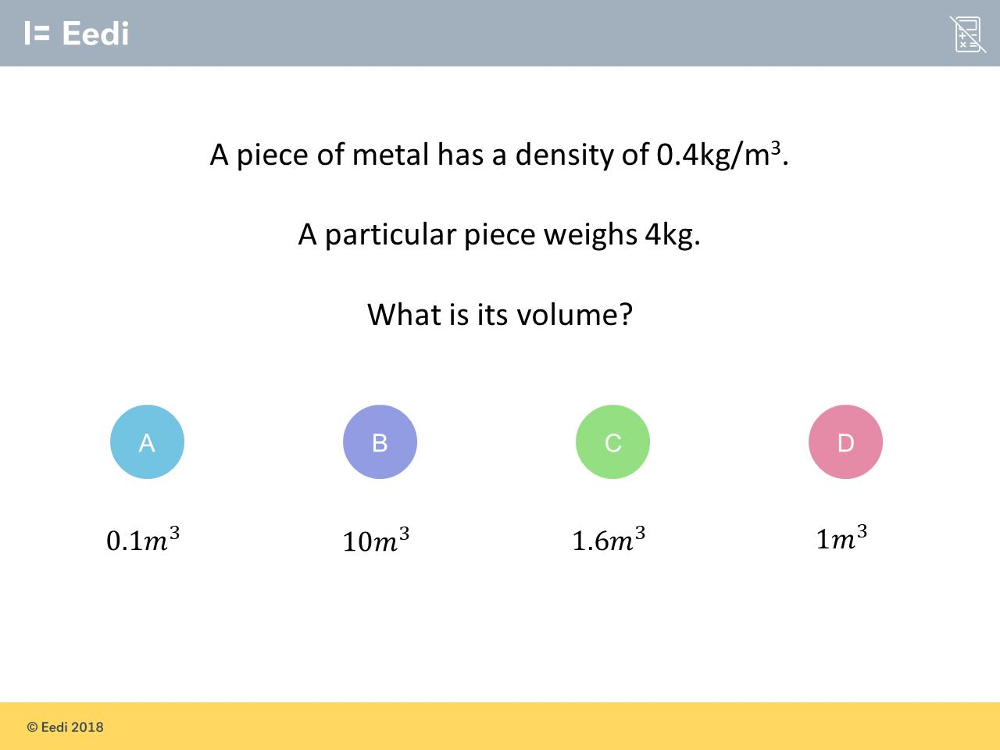 Eedi
A piece of metal has a density of 0.4kg/m³.
A particular piece weighs 4kg.
What is its volume?
A B C D
0.1m³ 10m³ 1.6m³ 1m³
© Eedi 2018